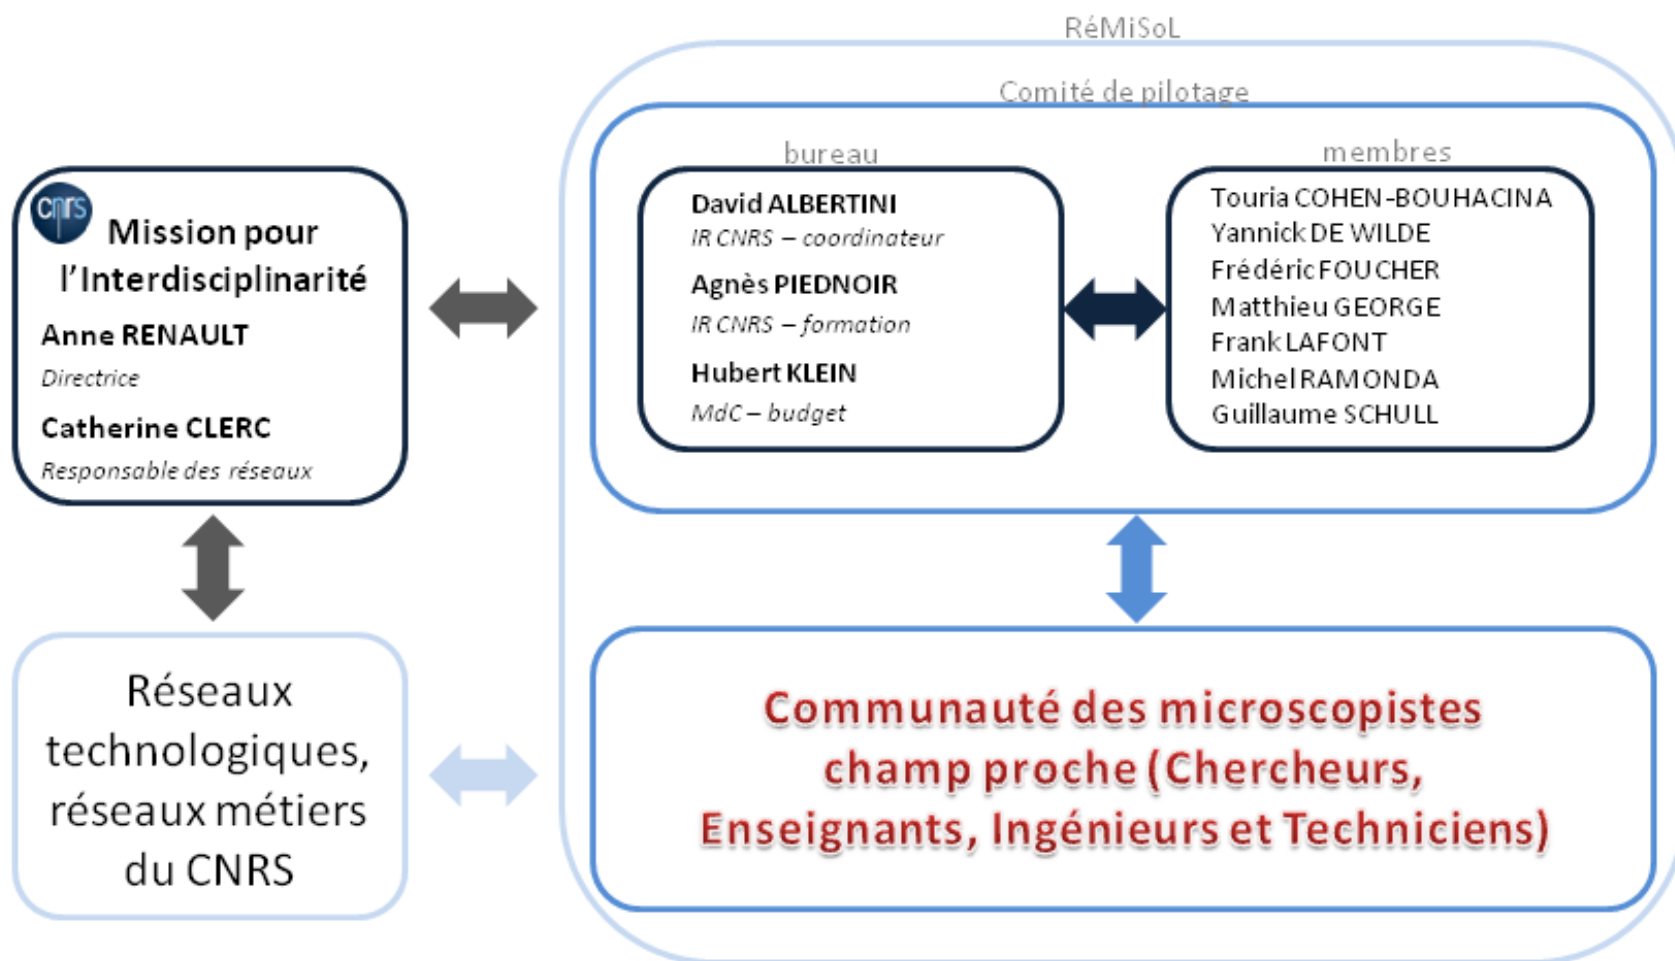 RéMiSoL
Comité de pilotage
cnrs
Mission pour
l'Interdisciplinarité
Anne RENAULT
Directrice
Catherine CLERC
Responsable des réseaux
bureau
David ALBERTINI
IR CNRS – coordinateur
Agnès PIEDNOIR
IR CNRS – formation
Hubert KLEIN
MdC – budget
membres
Touria COHEN-BOUHACINA
Yannick DE WILDE
Frédéric FOUCHER
Matthieu GEORGE
Frank LAFONT
Michel RAMONDA
Guillaume SCHULL
Réseaux
technologiques,
réseaux métiers
du CNRS
Communauté des microscopistes
champ proche (Chercheurs,
Enseignants, Ingénieurs et Techniciens)